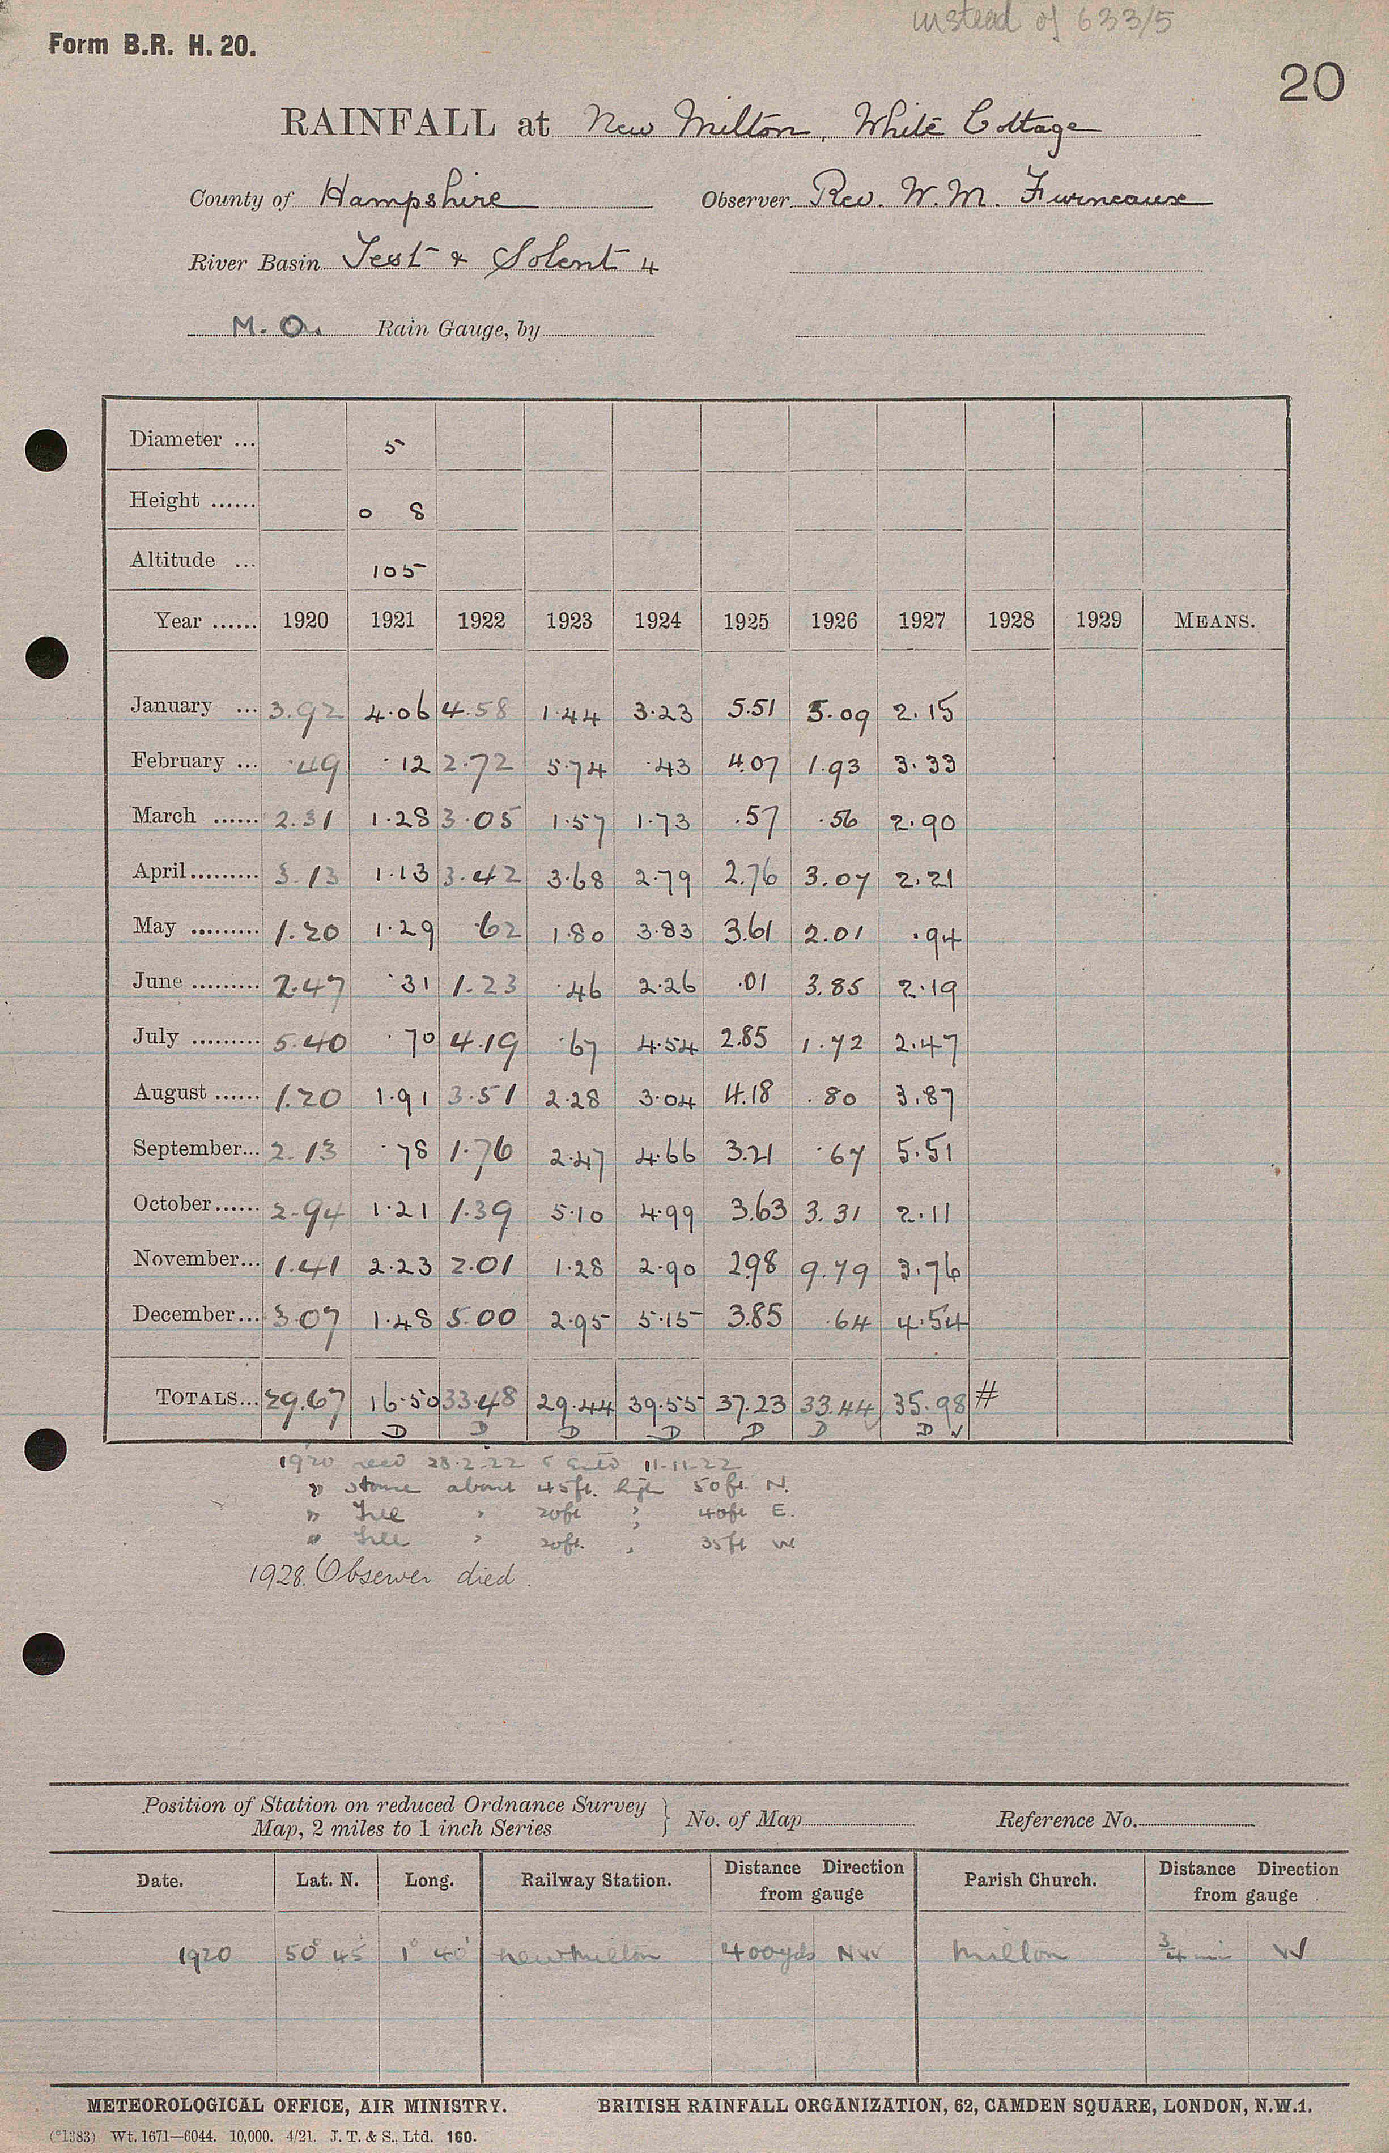 instead of 633/5
Form B.R. H. 20.
20
RAINFALL at New Milton, White Cottage
County of Hampshire Observer Rev. W. M. Furneaux
River Basin Test & Solent 4
M. O. Rain Gauge, by
Diameter ... 5
Height ...... 0 8
Altitude ... 105
Year ...... 1920 1921 1922 1923 1924 1925 1926 1927 1928 1929 MEANS.
January ... 3.92 4.06 4.58 1.44 3.23 5.51 5.09 2.15
February ... .49 .12 2.72 5.74 .43 4.07 1.93 3.33
March ...... 2.31 1.28 3.05 1.57 1.73 .57 .56 2.90
April ......... 3.13 1.13 3.42 3.68 2.79 2.76 3.07 2.21
May ......... 1.20 1.29 .62 1.80 3.83 3.61 2.01 .94
June ......... 2.47 .31 1.23 .46 2.26 .01 3.85 2.19
July ......... 5.40 .70 4.19 .67 4.54 2.85 1.72 2.47
August ...... 1.20 1.91 3.51 2.28 3.04 4.18 .80 3.87
September... 2.13 .78 1.76 2.47 4.66 3.21 .67 5.51
October...... 2.94 1.21 1.39 5.10 4.99 3.63 3.31 2.11
November... 1.41 2.23 2.01 1.28 2.90 2.98 9.79 3.76
December... 3.07 1.48 5.00 2.95 5.15 3.85 .64 4.54
TOTALS... 29.67 16.50 33.48 29.44 39.55 37.23 33.44 35.98 #
D D D D D D D
1920 recd 28.2.22 11-11-22
" stone about 45ft. high 50ft N.
" Tree " 20ft " 40ft E.
" Tree " 20ft. " 35ft W
1928. Observer died.
Position of Station on reduced Ordnance Survey
Map, 2 miles to 1 inch Series } No. of Map Reference No.
Date. Lat. N. Long. Railway Station. Distance Direction from gauge Parish Church. Distance Direction from gauge
1920 50° 45' 1° 40' New Milton 400yds NW Milton ¾ mi W
METEOROLOGICAL OFFICE, AIR MINISTRY. BRITISH RAINFALL ORGANIZATION, 62, CAMDEN SQUARE, LONDON, N.W.1.
(*1383) Wt. 1671—6044. 10,000. 4/21. J. T. & S., Ltd. 160.